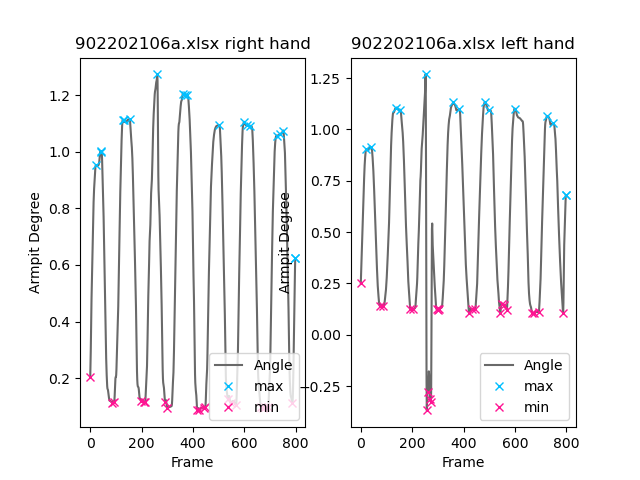 902202106a.xlsx right hand
Armpit Degree
1.2
1.0
0.8
0.6
0.4
0.2
0
200
400
600
800
Frame
Angle
max
min
902202106a.xlsx left hand
Armpit Degree
1.25
1.00
0.75
0.50
0.25
0.00
−0.25
0
200
400
600
800
Frame
Angle
max
min